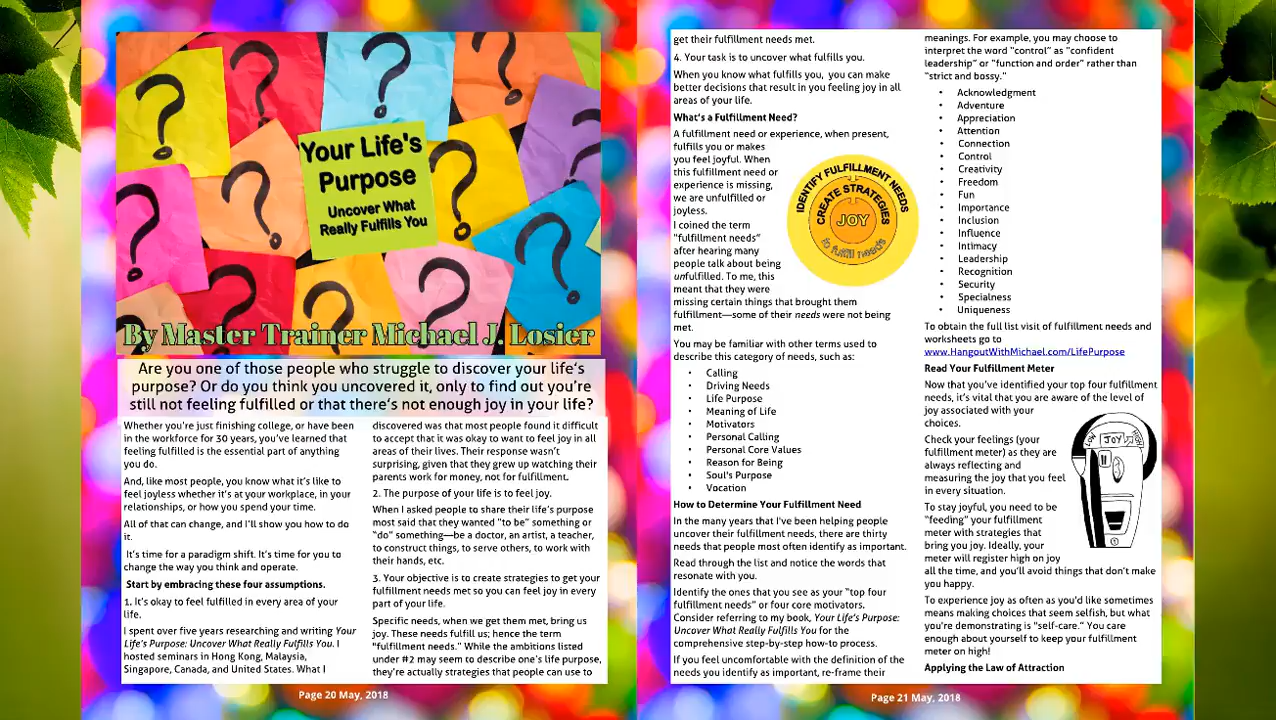 Your Life's
Purpose
Uncover What
Really Fulfills You
By Master Trainer Michael J. Losier
Are you one of those people who struggle to discover your life's
purpose? Or do you think you uncovered it, only to find out you're
still not feeling fulfilled or that there's not enough joy in your life?
Whether you're just finishing college, or have been
in the workforce for 30 years, you've learned that
feeling fulfilled is the essential part of anything
you do.
And, like most people, you know what it's like to
feel joyless whether it's at your workplace, in your
relationships, or how you spend your time.
All of that can change, and I'll show you how to do
it.
It's time for a paradigm shift. It's time for you to
change the way you think and operate.
Start by embracing these four assumptions.
1. It's okay to feel fulfilled in every area of your
life.
I spent over five years researching and writing Your
Life's Purpose: Uncover What Really Fulfills You. I
hosted seminars in Hong Kong, Malaysia,
Singapore, Canada, and United States. What I
discovered was that most people found it difficult
to accept that it was okay to want to feel joy in all
areas of their lives. Their response wasn't
surprising, given that they grew up watching their
parents work for money, not for fulfillment.
2. The purpose of your life is to feel joy.
When I asked people to share their life's purpose
most said that they wanted "to be" something or
"do" something—be a doctor, an artist, a teacher,
to construct things, to serve others, to work with
their hands, etc.
3. Your objective is to create strategies to get your
fulfillment needs met so you can feel joy in every
part of your life.
Specific needs, when we get them met, bring us
joy. These needs fulfill us; hence the term
"fulfillment needs." While the ambitions listed
under #2 may seem to describe one's life purpose,
they're actually strategies that people can use to
Page 20 May, 2018
get their fulfillment needs met.
4. Your task is to uncover what fulfills you.
When you know what fulfills you, you can make
better decisions that result in you feeling joy in all
areas of your life.
What's a Fulfillment Need?
A fulfillment need or experience, when present,
fulfills you or makes
you feel joyful. When
this fulfillment need or
experience is missing,
we are unfulfilled or
joyless.
I coined the term
"fulfillment needs"
after hearing many
people talk about being
unfulfilled. To me, this
meant that they were
missing certain things that brought them
fulfillment—some of their needs were not being
met.
IDENTIFY FULFILLMENT NEEDS
CREATE STRATEGIES
JOY
to fulfill needs
You may be familiar with other terms used to
describe this category of needs, such as:
• Calling
• Driving Needs
• Life Purpose
• Meaning of Life
• Motivators
• Personal Calling
• Personal Core Values
• Reason for Being
• Soul's Purpose
• Vocation
How to Determine Your Fulfillment Need
In the many years that I've been helping people
uncover their fulfillment needs, there are thirty
needs that people most often identify as important.
Read through the list and notice the words that
resonate with you.
Identify the ones that you see as your "top four
fulfillment needs" or four core motivators.
Consider referring to my book, Your Life's Purpose:
Uncover What Really Fulfills You for the
comprehensive step-by-step how-to process.
If you feel uncomfortable with the definition of the
needs you identify as important, re-frame their
meanings. For example, you may choose to
interpret the word "control" as "confident
leadership" or "function and order" rather than
"strict and bossy."
• Acknowledgment
• Adventure
• Appreciation
• Attention
• Connection
• Control
• Creativity
• Freedom
• Fun
• Importance
• Inclusion
• Influence
• Intimacy
• Leadership
• Recognition
• Security
• Specialness
• Uniqueness
To obtain the full list visit of fulfillment needs and
worksheets go to
www.HangoutWithMichael.com/LifePurpose
Read Your Fulfillment Meter
Now that you've identified your top four fulfillment
needs, it's vital that you are aware of the level of
joy associated with your
choices.
Check your feelings (your
fulfillment meter) as they are
always reflecting and
measuring the joy that you feel
in every situation.
To stay joyful, you need to be
"feeding" your fulfillment
meter with strategies that
bring you joy. Ideally, your
meter will register high on joy
all the time, and you'll avoid things that don't make
you happy.
LOW JOY HIGH
To experience joy as often as you'd like sometimes
means making choices that seem selfish, but what
you're demonstrating is "self-care." You care
enough about yourself to keep your fulfillment
meter on high!
Applying the Law of Attraction
Page 21 May, 2018